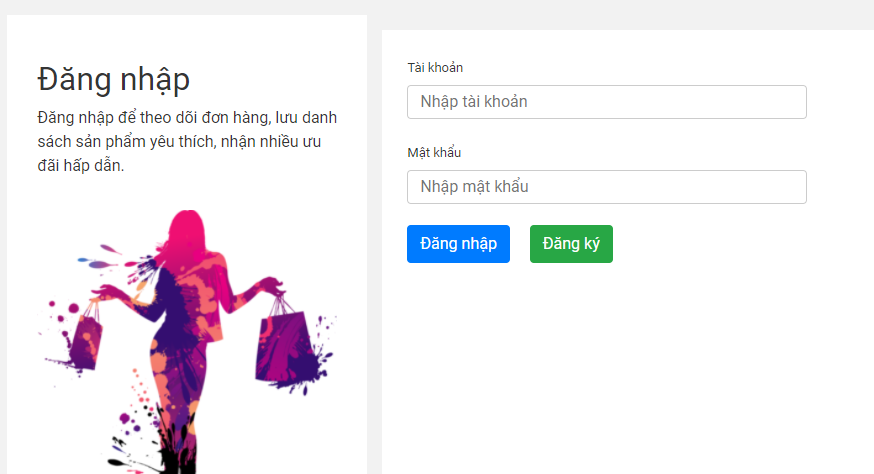 Đăng nhập
Đăng nhập để theo dõi đơn hàng, lưu danh
sách sản phẩm yêu thích, nhận nhiều ưu
đãi hấp dẫn.
Tài khoản
Nhập tài khoản
Mật khẩu
Nhập mật khẩu
Đăng nhập
Đăng ký